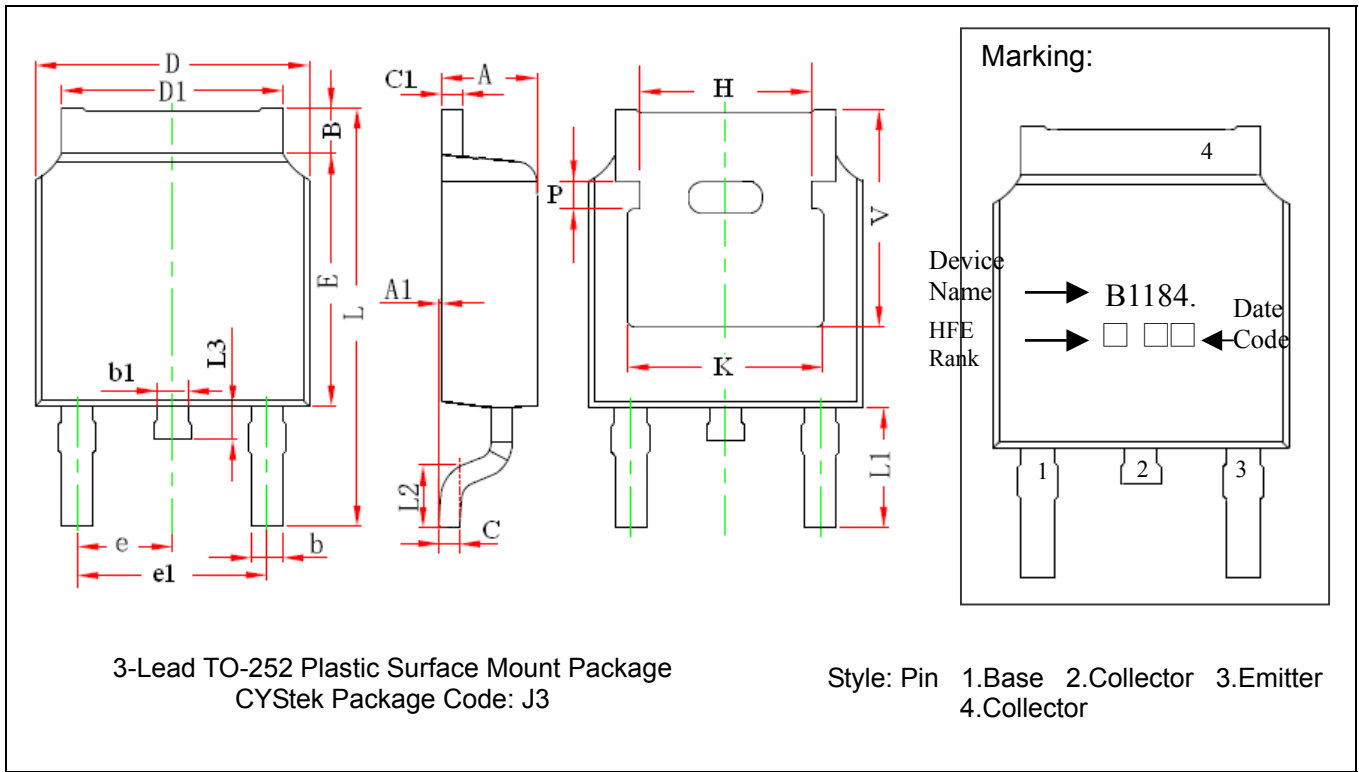 D
D1
B
E
L
b1
L3
e
b
e1
C1
A
A1
L2
C
H
P
V
K
L1
Marking:
4
Device
Name
B1184.
HFE
Rank
Date
Code
1
2
3
3-Lead TO-252 Plastic Surface Mount Package
CYStek Package Code: J3
Style: Pin 1.Base 2.Collector 3.Emitter
4.Collector